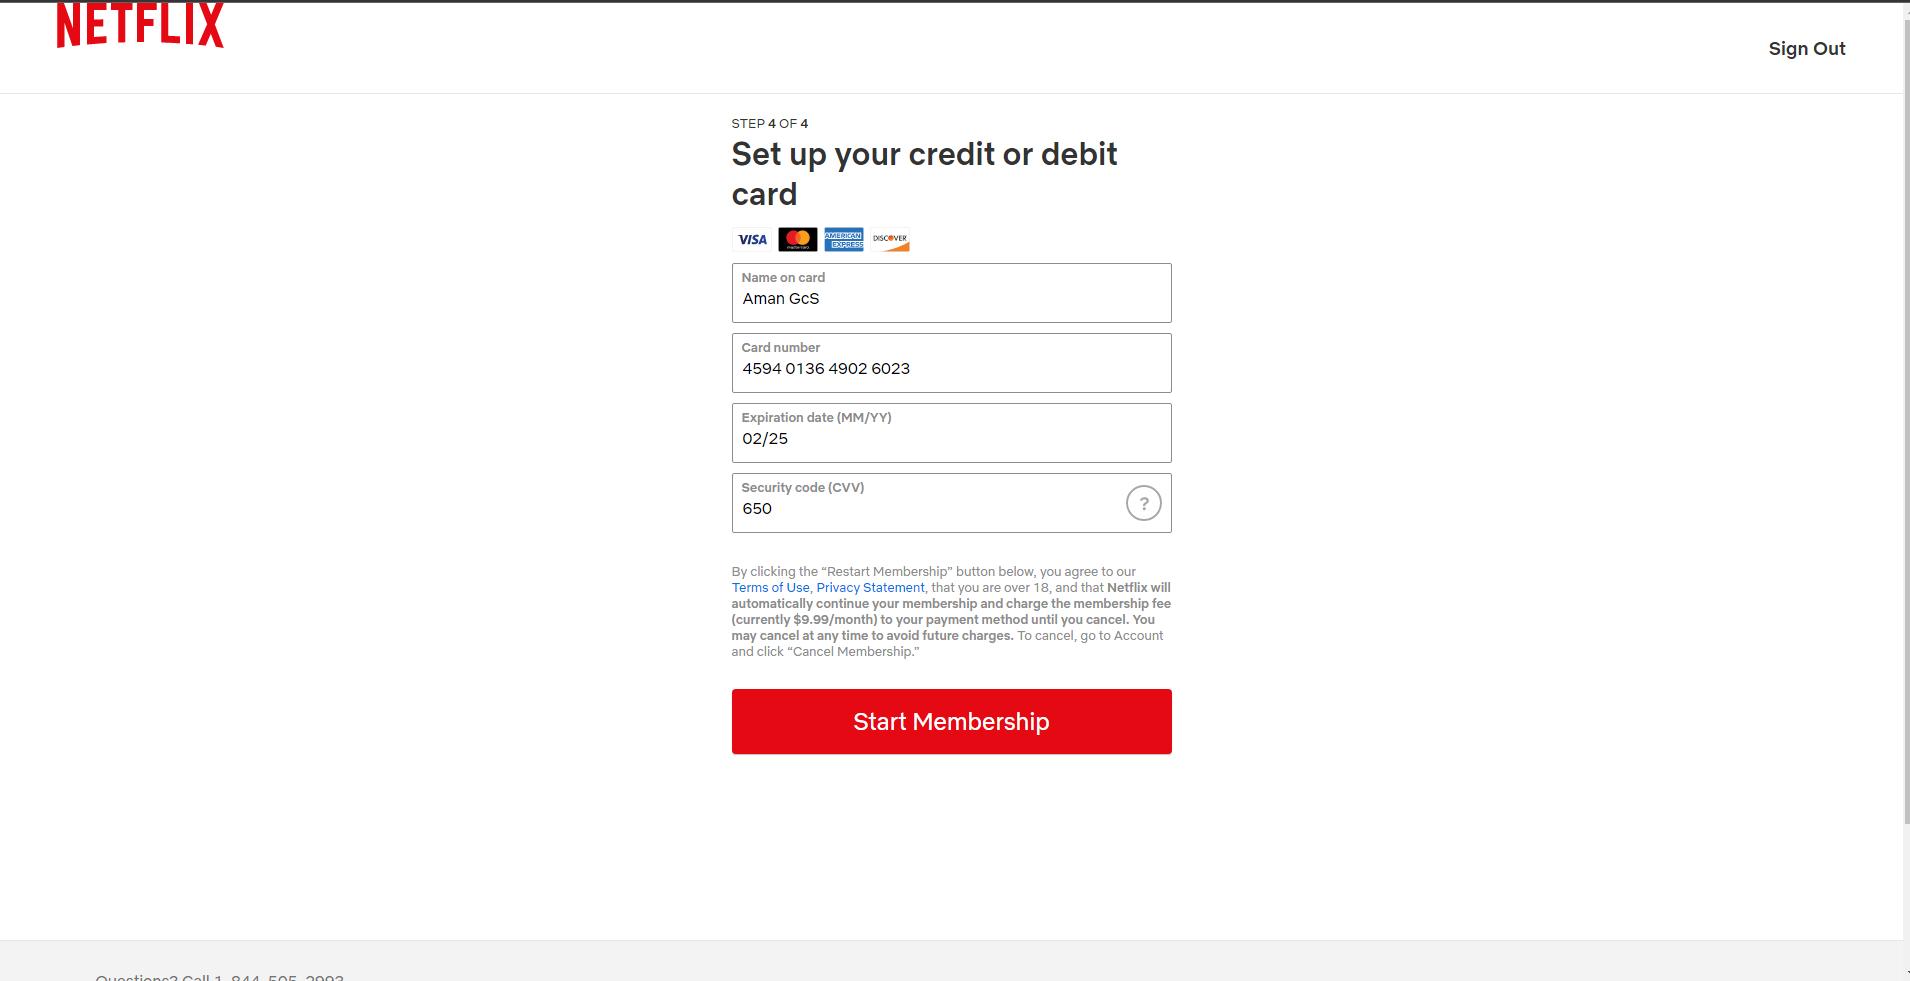 NETFLIX
Sign Out
STEP 4 OF 4
Set up your credit or debit
card
VISA mastercard AMERICAN EXPRESS DISCOVER
Name on card
Aman GcS
Card number
4594 0136 4902 6023
Expiration date (MM/YY)
02/25
Security code (CVV)
650
?
By clicking the “Restart Membership” button below, you agree to our
Terms of Use, Privacy Statement, that you are over 18, and that Netflix will
automatically continue your membership and charge the membership fee
(currently $9.99/month) to your payment method until you cancel. You
may cancel at any time to avoid future charges. To cancel, go to Account
and click “Cancel Membership.”
Start Membership
Questions? Call 1-844-505-2993